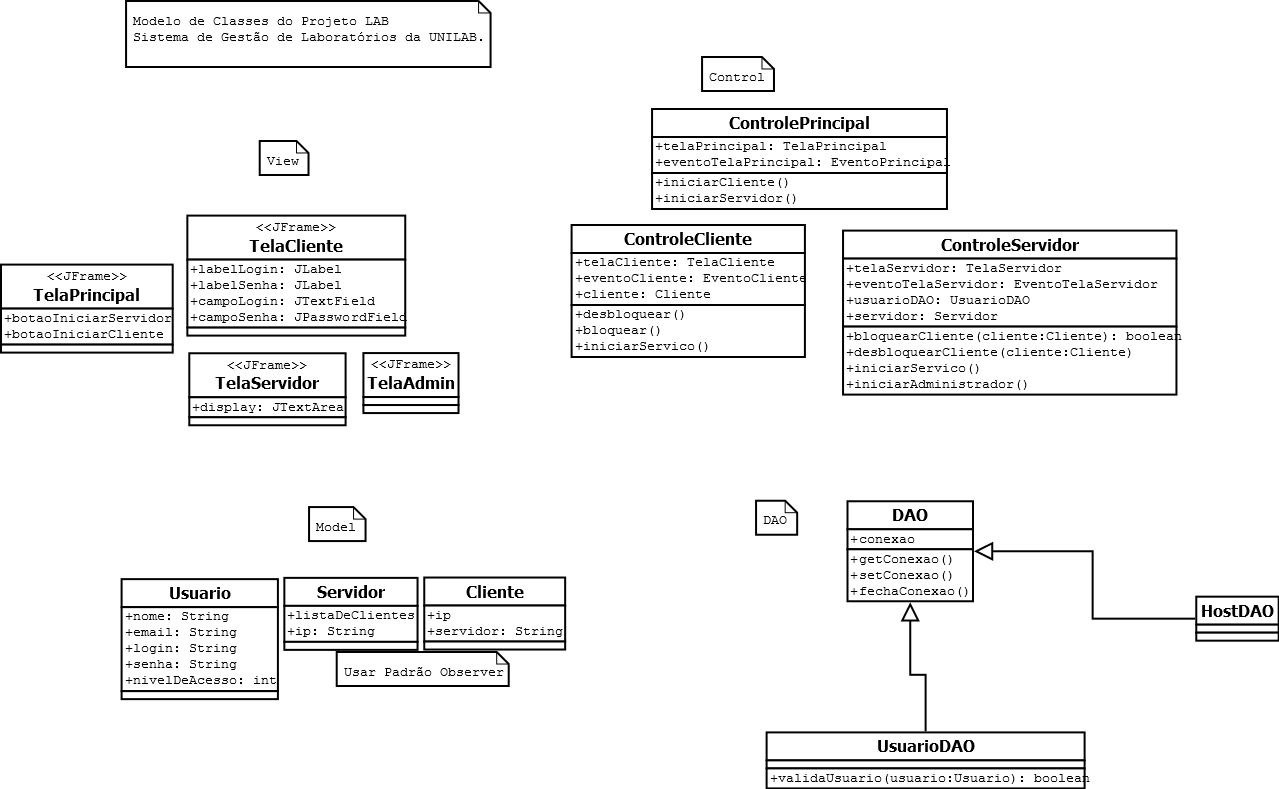 Modelo de Classes do Projeto LAB
Sistema de Gestão de Laboratórios da UNILAB.
Control
ControlePrincipal
+telaPrincipal: TelaPrincipal
+eventoTelaPrincipal: EventoPrincipal
+iniciarCliente()
+iniciarServidor()
View
<<JFrame>>
TelaCliente
+labelLogin: JLabel
+labelSenha: JLabel
+campoLogin: JTextField
+campoSenha: JPasswordField
<<JFrame>>
TelaPrincipal
+botaoIniciarServidor
+botaoIniciarCliente
<<JFrame>>
TelaServidor
+display: JTextArea
<<JFrame>>
TelaAdmin
ControleCliente
+telaCliente: TelaCliente
+eventoCliente: EventoCliente
+cliente: Cliente
+desbloquear()
+bloquear()
+iniciarServico()
ControleServidor
+telaServidor: TelaServidor
+eventoTelaServidor: EventoTelaServidor
+usuarioDAO: UsuarioDAO
+servidor: Servidor
+bloquearCliente(cliente:Cliente): boolean
+desbloquearCliente(cliente:Cliente)
+iniciarServico()
+iniciarAdministrador()
Model
Usuario
+nome: String
+email: String
+login: String
+senha: String
+nivelDeAcesso: int
Servidor
+listaDeClientes
+ip: String
Cliente
+ip
+servidor: String
Usar Padrão Observer
DAO
DAO
+conexao
+getConexao()
+setConexao()
+fechaConexao()
HostDAO
UsuarioDAO
+validaUsuario(usuario:Usuario): boolean